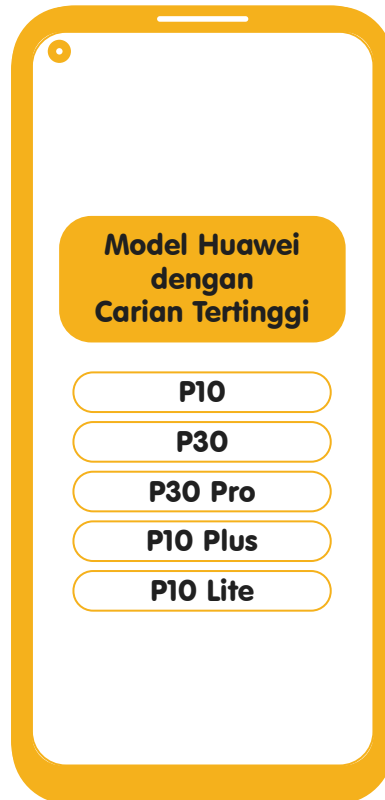 Model Huawei
dengan
Carian Tertinggi
P10
P30
P30 Pro
P10 Plus
P10 Lite